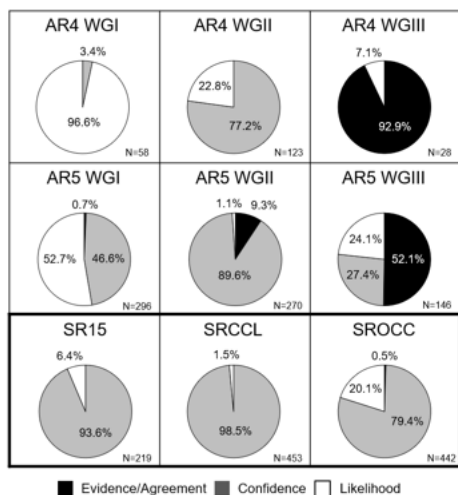 AR4 WGI
3.4%
96.6%
N=58
AR4 WGII
22.8%
77.2%
N=123
AR4 WGIII
7.1%
92.9%
N=28
AR5 WGI
0.7%
52.7%
46.6%
N=296
AR5 WGII
1.1%
9.3%
89.6%
N=270
AR5 WGIII
24.1%
52.1%
27.4%
N=146
SR15
6.4%
93.6%
N=219
SRCCL
1.5%
98.5%
N=453
SROCC
0.5%
20.1%
79.4%
N=442
Evidence/Agreement Confidence Likelihood